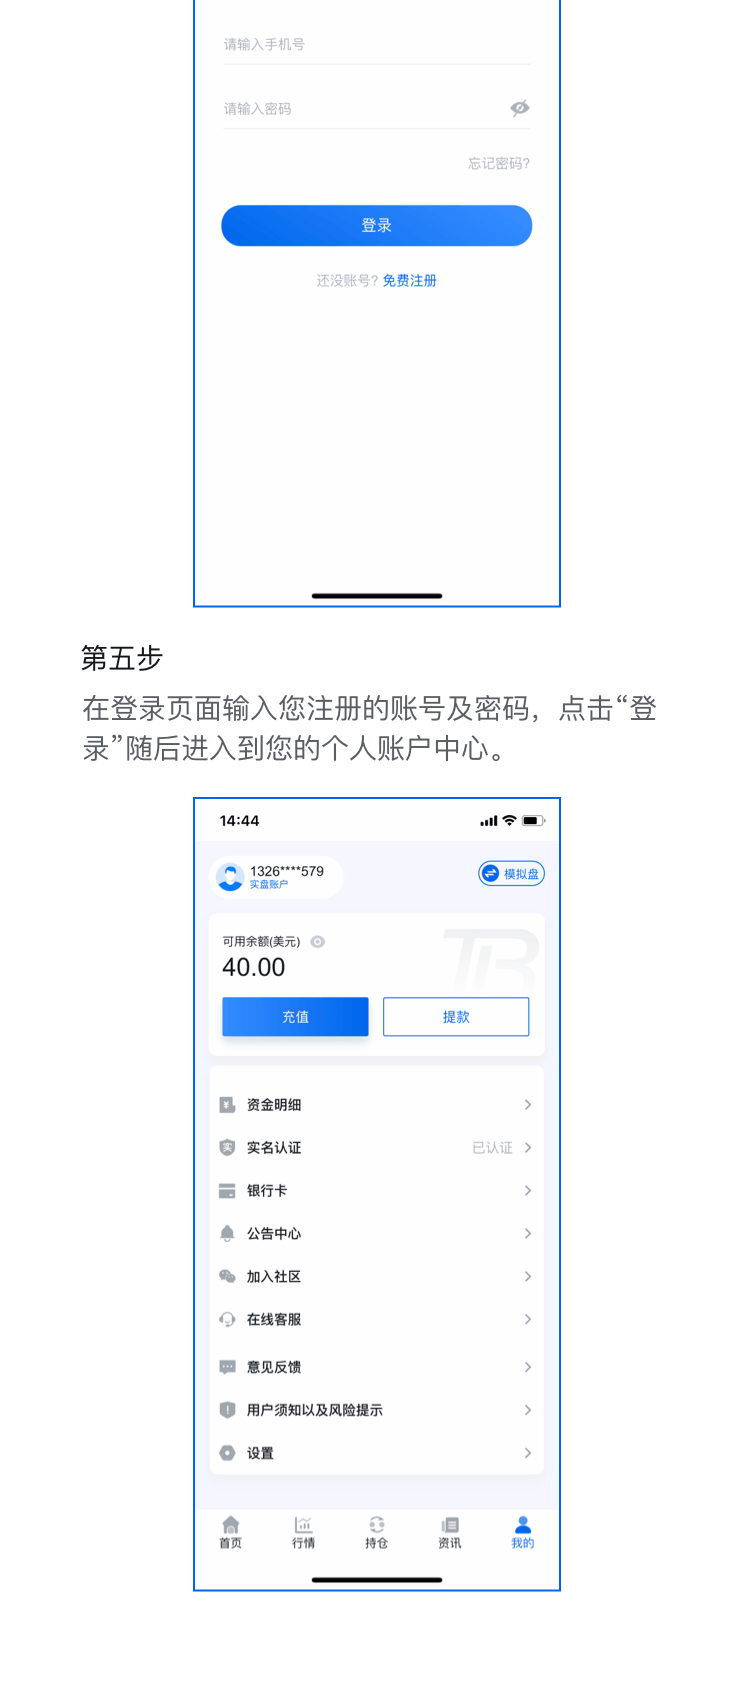 请输入手机号
请输入密码
忘记密码?
登录
还没账号? 免费注册
第五步
在登录页面输入您注册的账号及密码，点击“登
录”随后进入到您的个人账户中心。
14:44
1326****579
实盘账户
模拟盘
可用余额(美元)
40.00
TB
充值
提款
资金明细
实名认证
已认证
银行卡
公告中心
加入社区
在线客服
意见反馈
用户须知以及风险提示
设置
首页
行情
持仓
资讯
我的